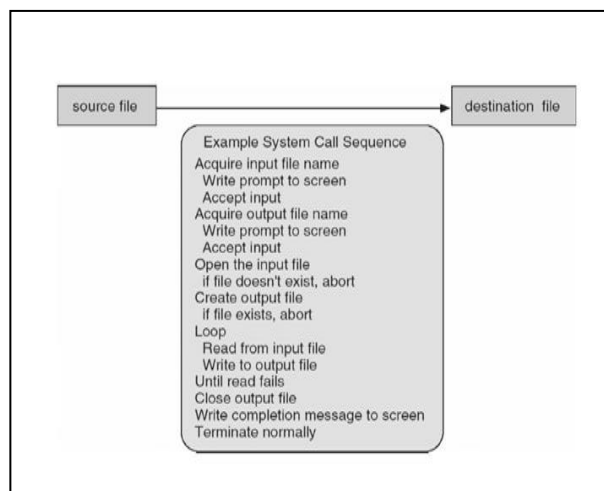 source file
destination file
Example System Call Sequence
Acquire input file name
Write prompt to screen
Accept input
Acquire output file name
Write prompt to screen
Accept input
Open the input file
if file doesn't exist, abort
Create output file
if file exists, abort
Loop
Read from input file
Write to output file
Until read fails
Close output file
Write completion message to screen
Terminate normally